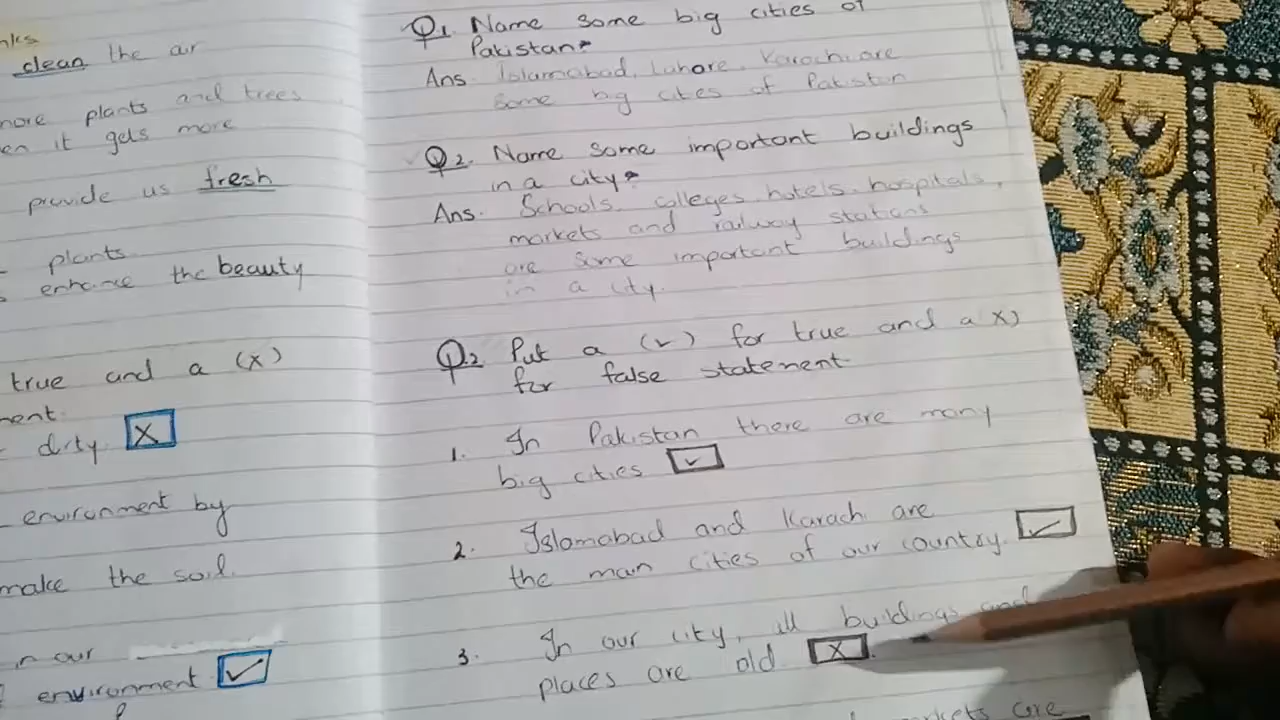 clean the air
more plants and trees
it gets more
provide us fresh
plants
enhance the beauty
true and a (x)
dirty X
environment by
make the soil.
our
environment ✓
Q1. Name some big cities of
Pakistan.
Ans. Islamabad, Lahore, Karachi are
some big cities of Pakistan
Q2. Name some important buildings
in a city.
Ans. Schools, colleges, hotels, hospitals,
markets and railway stations
are some important buildings
in a city.
Q2 Put a (✓) for true and a x)
for false statement
1. In Pakistan there are many
big cities ✓
2. Islamabad and Karachi are
the main cities of our country. ✓
3. In our city, all buildings and
places are old X
are